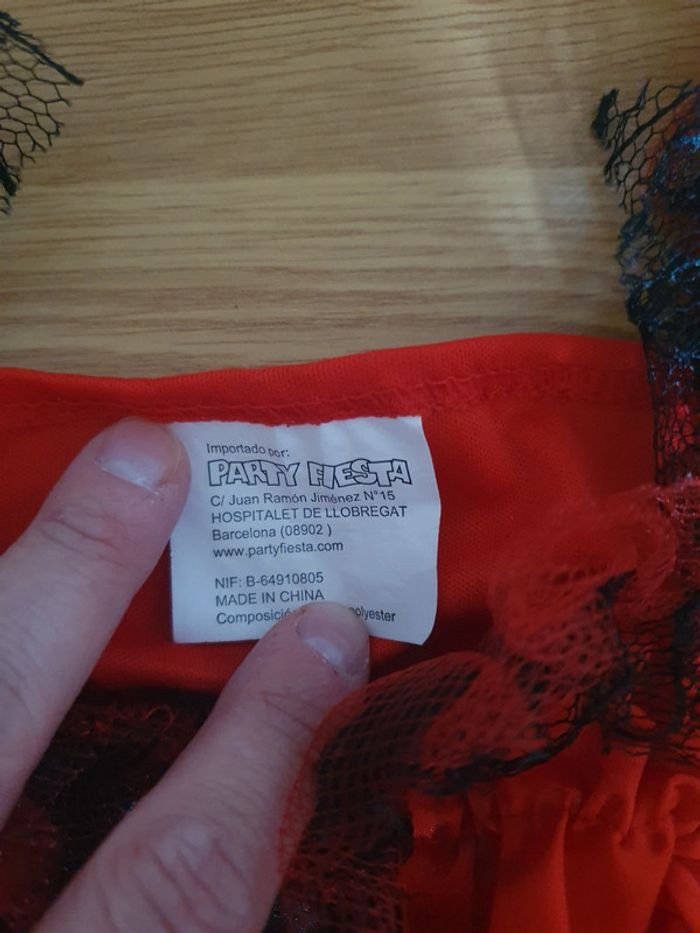 Importado por:
PARTY FIESTA
C/ Juan Ramón Jiménez N°15
HOSPITALET DE LLOBREGAT
Barcelona (08902 )
www.partyfiesta.com
NIF: B-64910805
MADE IN CHINA